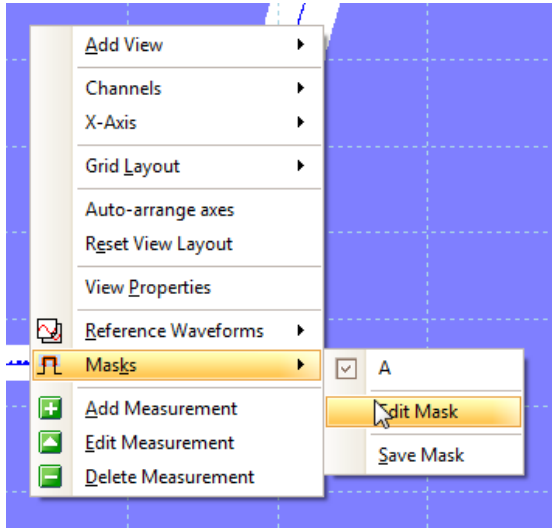 Add View
Channels
X-Axis
Grid Layout
Auto-arrange axes
Reset View Layout
View Properties
Reference Waveforms
Masks
Add Measurement
Edit Measurement
Delete Measurement
A
Edit Mask
Save Mask